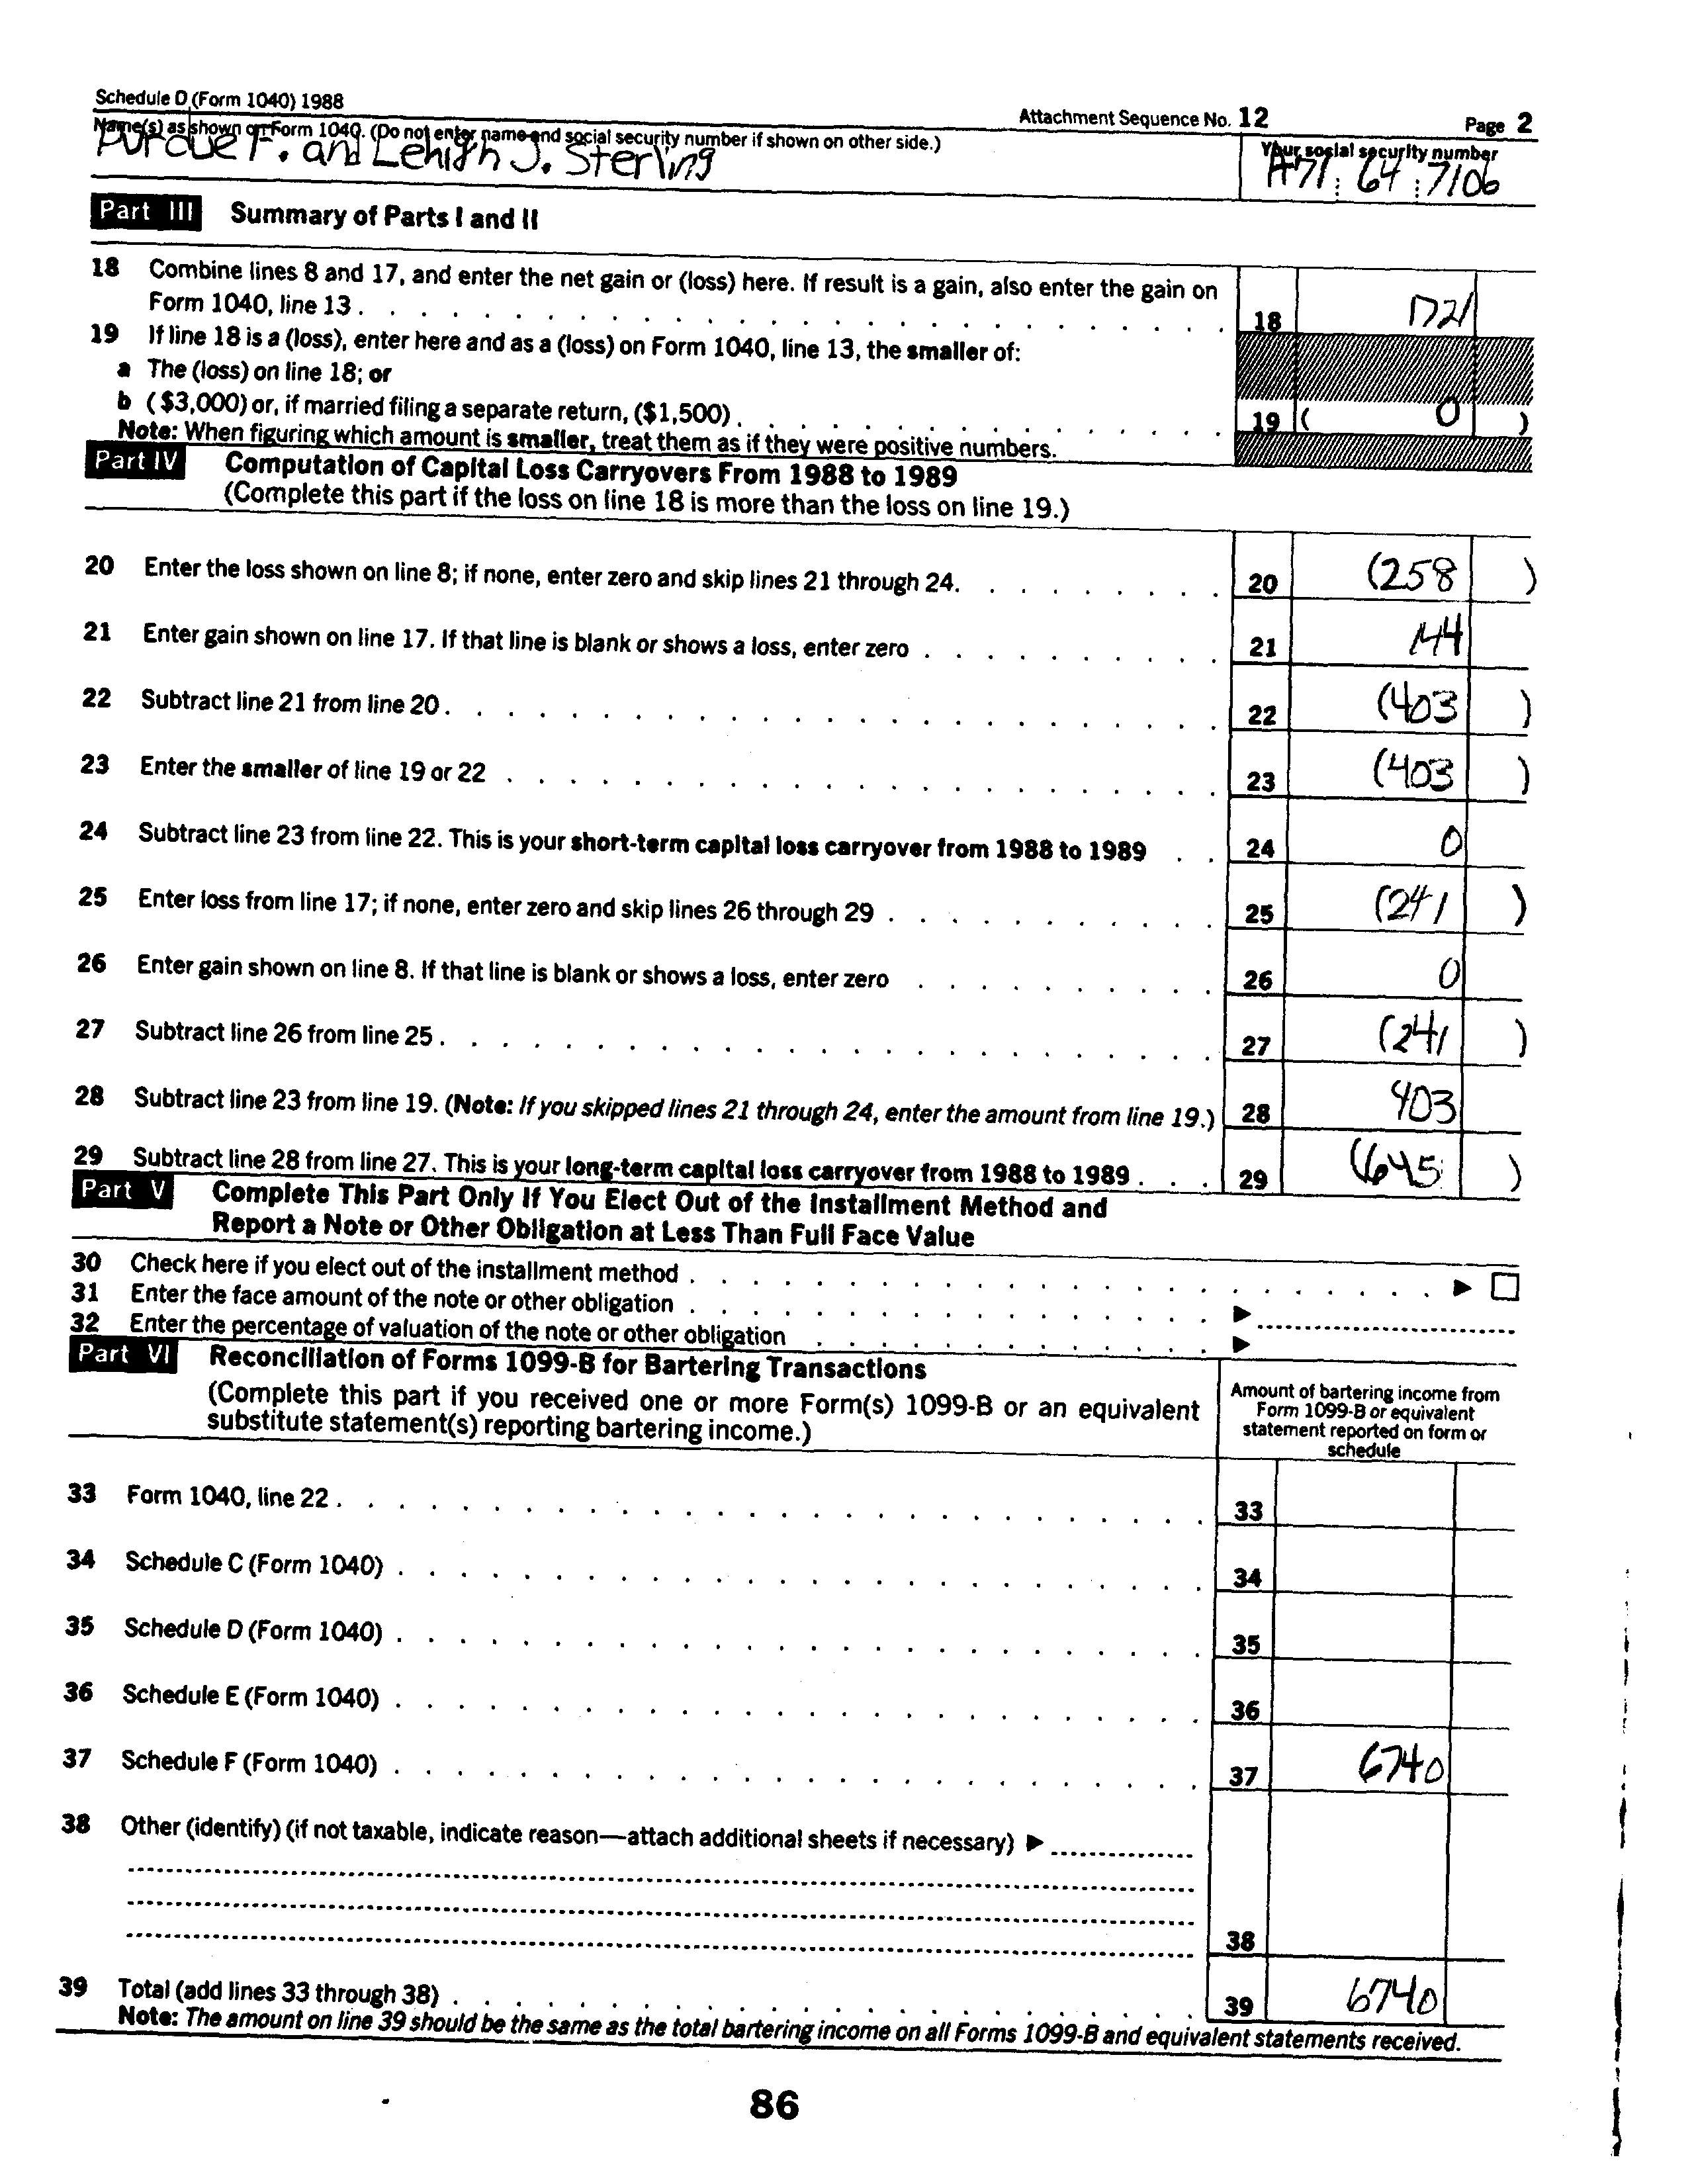 Schedule D (Form 1040) 1988 Attachment Sequence No. 12 Page 2
Name(s) as shown on Form 1040. (Do not enter name and social security number if shown on other side.) Your social security number
Purdue F. and Lehigh J. Sterling 64 7106
Part III Summary of Parts I and II
18 Combine lines 8 and 17, and enter the net gain or (loss) here. If result is a gain, also enter the gain on
Form 1040, line 13 . . . 18 1721
19 If line 18 is a (loss), enter here and as a (loss) on Form 1040, line 13, the smaller of:
a The (loss) on line 18; or
b ($3,000) or, if married filing a separate return, ($1,500) . . . 19 ( 0 )
Note: When figuring which amount is smaller, treat them as if they were positive numbers.
Part IV Computation of Capital Loss Carryovers From 1988 to 1989
(Complete this part if the loss on line 18 is more than the loss on line 19.)
20 Enter the loss shown on line 8; if none, enter zero and skip lines 21 through 24. . . . 20 (258 )
21 Enter gain shown on line 17. If that line is blank or shows a loss, enter zero . . . 21 144
22 Subtract line 21 from line 20 . . . 22 (403 )
23 Enter the smaller of line 19 or 22 . . . 23 (403 )
24 Subtract line 23 from line 22. This is your short-term capital loss carryover from 1988 to 1989 . . 24 0
25 Enter loss from line 17; if none, enter zero and skip lines 26 through 29 . . . 25 (241 )
26 Enter gain shown on line 8. If that line is blank or shows a loss, enter zero . . . 26 0
27 Subtract line 26 from line 25 . . . 27 (241 )
28 Subtract line 23 from line 19. (Note: If you skipped lines 21 through 24, enter the amount from line 19.) 28 403
29 Subtract line 28 from line 27. This is your long-term capital loss carryover from 1988 to 1989 . . . 29 (645 )
Part V Complete This Part Only If You Elect Out of the Installment Method and
Report a Note or Other Obligation at Less Than Full Face Value
30 Check here if you elect out of the installment method . . . ▶ ☐
31 Enter the face amount of the note or other obligation . . . ▶
32 Enter the percentage of valuation of the note or other obligation . . . ▶
Part VI Reconciliation of Forms 1099-B for Bartering Transactions
(Complete this part if you received one or more Form(s) 1099-B or an equivalent
substitute statement(s) reporting bartering income.)
Amount of bartering income from
Form 1099-B or equivalent
statement reported on form or
schedule
33 Form 1040, line 22 . . . 33
34 Schedule C (Form 1040) . . . 34
35 Schedule D (Form 1040) . . . 35
36 Schedule E (Form 1040) . . . 36
37 Schedule F (Form 1040) . . . 37 6740
38 Other (identify) (if not taxable, indicate reason—attach additional sheets if necessary) ▶
38
39 Total (add lines 33 through 38) . . . 39 6740
Note: The amount on line 39 should be the same as the total bartering income on all Forms 1099-B and equivalent statements received.
86